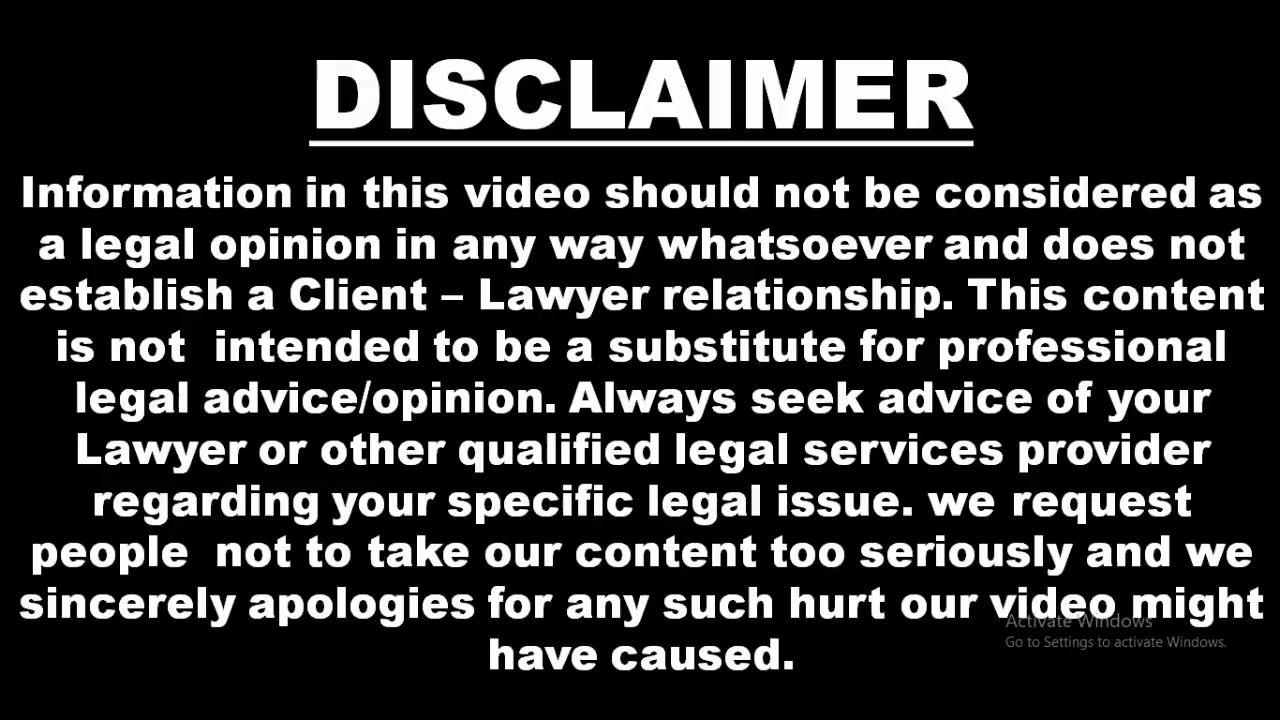 DISCLAIMER
Information in this video should not be considered as
a legal opinion in any way whatsoever and does not
establish a Client – Lawyer relationship. This content
is not  intended to be a substitute for professional
legal advice/opinion. Always seek advice of your
Lawyer or other qualified legal services provider
regarding your specific legal issue. we request
people  not to take our content too seriously and we
sincerely apologies for any such hurt our video might
have caused.
Activate Windows
Go to Settings to activate Windows.